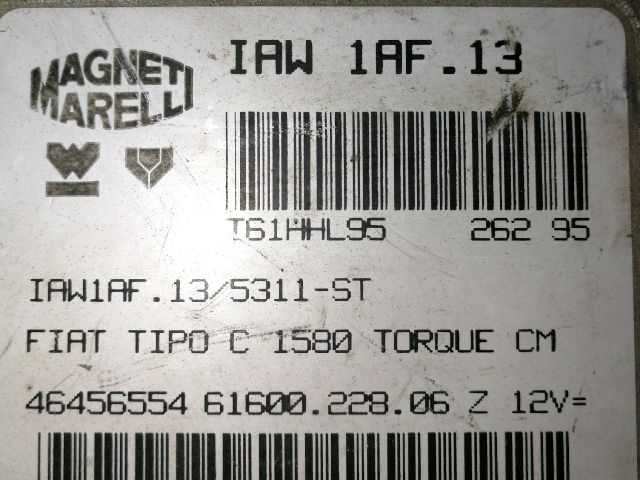 MAGNETI MARELLI
IAW 1AF.13
262 95
IAW1AF.13/5311-ST
FIAT TIPO C 1580 TORQUE CM
46456554 61600.228.06 Z 12V=